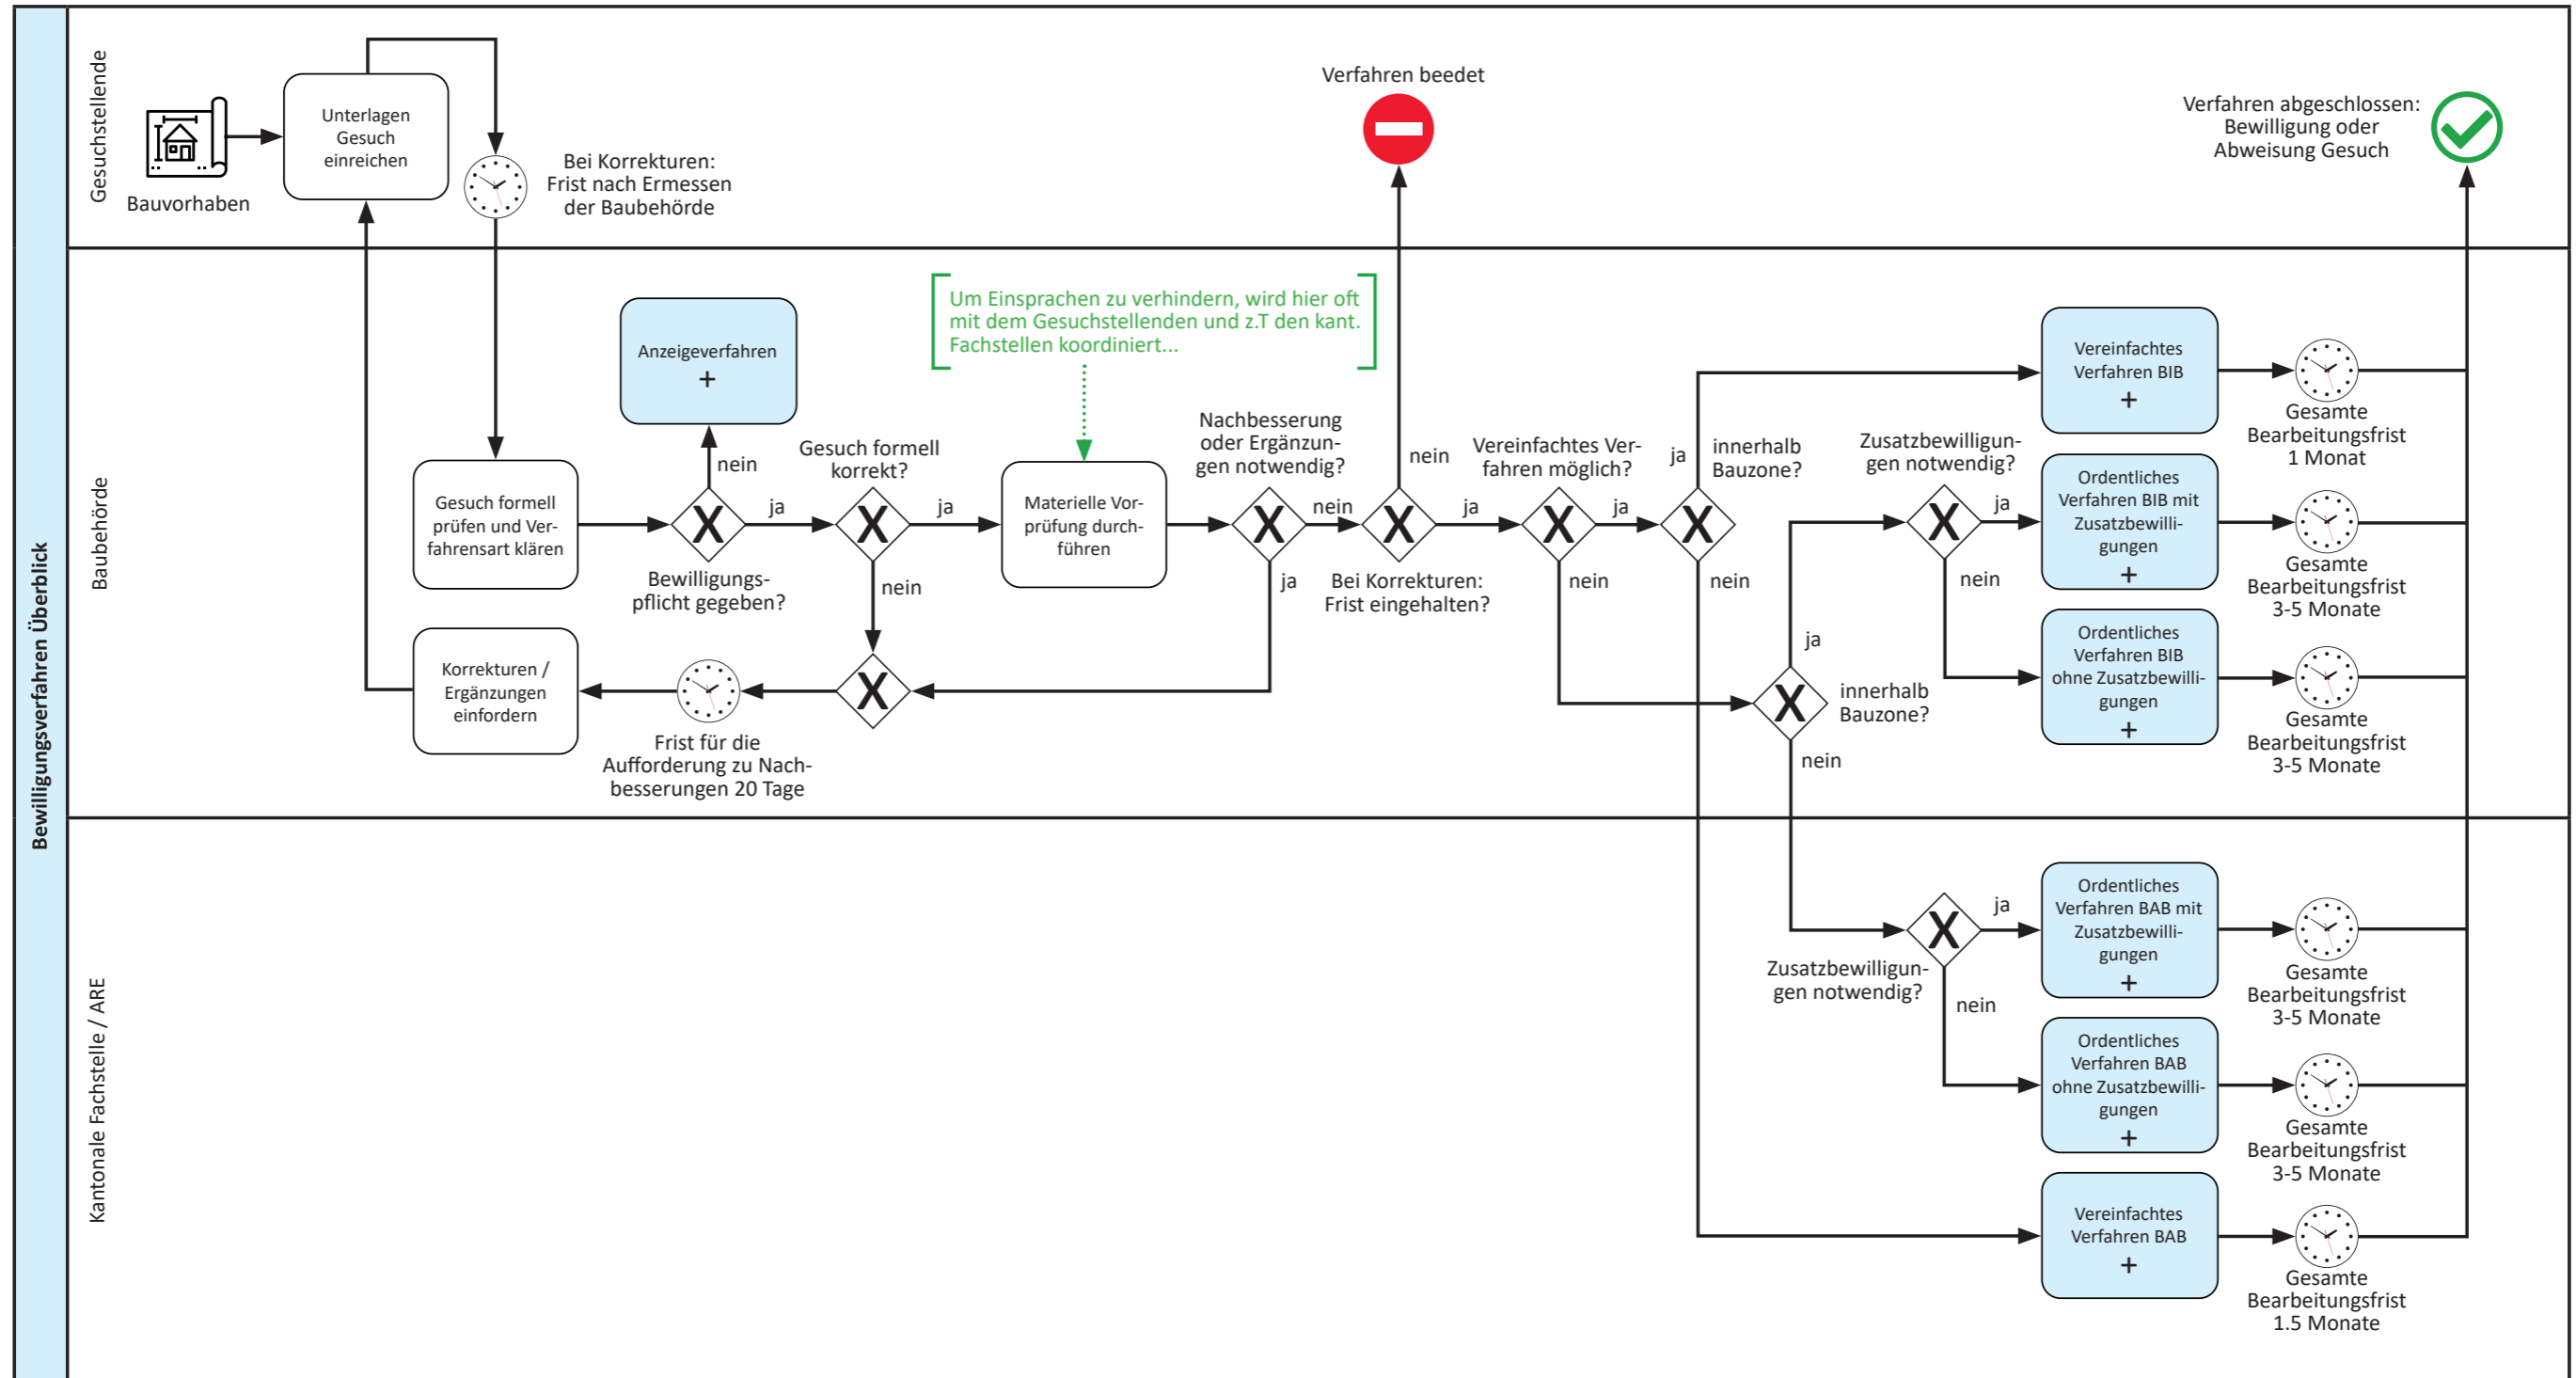 Bewilligungsverfahren Überblick
Gesuchstellende
Bauvorhaben
Unterlagen
Gesuch
einreichen
Bei Korrekturen:
Frist nach Ermessen
der Baubehörde
Verfahren beedet
Verfahren abgeschlossen:
Bewilligung oder
Abweisung Gesuch
Baubehörde
Gesuch formell
prüfen und Ver-
fahrensart klären
Anzeigeverfahren
+
nein
X
ja
Bewilligungs-
pflicht gegeben?
Gesuch formell
korrekt?
X
ja
nein
Um Einsprachen zu verhindern, wird hier oft
mit dem Gesuchstellenden und z.T den kant.
Fachstellen koordiniert...
Materielle Vor-
prüfung durch-
führen
Nachbesserung
oder Ergänzun-
gen notwendig?
X
nein
ja
X
Frist für die
Aufforderung zu Nach-
besserungen 20 Tage
Korrekturen /
Ergänzungen
einfordern
nein
X
ja
Bei Korrekturen:
Frist eingehalten?
Vereinfachtes Ver-
fahren möglich?
X
ja
nein
ja
innerhalb
Bauzone?
X
nein
ja
X
innerhalb
Bauzone?
nein
Zusatzbewilligun-
gen notwendig?
X
ja
nein
Vereinfachtes
Verfahren BIB
+
Gesamte
Bearbeitungsfrist
1 Monat
Ordentliches
Verfahren BIB mit
Zusatzbewilli-
gungen
+
Gesamte
Bearbeitungsfrist
3-5 Monate
Ordentliches
Verfahren BIB
ohne Zusatzbewilli-
gungen
+
Gesamte
Bearbeitungsfrist
3-5 Monate
Kantonale Fachstelle / ARE
Zusatzbewilligun-
gen notwendig?
X
ja
nein
Ordentliches
Verfahren BAB mit
Zusatzbewilli-
gungen
+
Gesamte
Bearbeitungsfrist
3-5 Monate
Ordentliches
Verfahren BAB
ohne Zusatzbewilli-
gungen
+
Gesamte
Bearbeitungsfrist
3-5 Monate
Vereinfachtes
Verfahren BAB
+
Gesamte
Bearbeitungsfrist
1.5 Monate